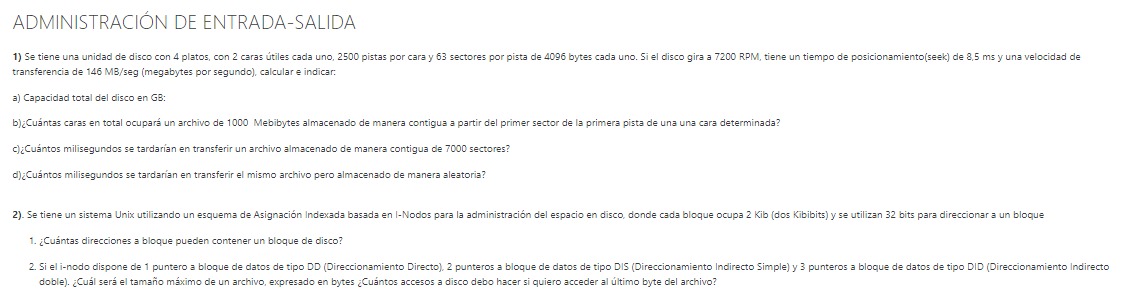 ADMINISTRACIÓN DE ENTRADA-SALIDA
1) Se tiene una unidad de disco con 4 platos, con 2 caras útiles cada uno, 2500 pistas por cara y 63 sectores por pista de 4096 bytes cada uno. Si el disco gira a 7200 RPM, tiene un tiempo de posicionamiento(seek) de 8,5 ms y una velocidad de
transferencia de 146 MB/seg (megabytes por segundo), calcular e indicar:
a) Capacidad total del disco en GB:
b)¿Cuántas caras en total ocupará un archivo de 1000 Mebibytes almacenado de manera contigua a partir del primer sector de la primera pista de una una cara determinada?
c)¿Cuántos milisegundos se tardarían en transferir un archivo almacenado de manera contigua de 7000 sectores?
d)¿Cuántos milisegundos se tardarían en transferir el mismo archivo pero almacenado de manera aleatoria?
2). Se tiene un sistema Unix utilizando un esquema de Asignación Indexada basada en I-Nodos para la administración del espacio en disco, donde cada bloque ocupa 2 Kib (dos Kibibits) y se utilizan 32 bits para direccionar a un bloque
1. ¿Cuántas direcciones a bloque pueden contener un bloque de disco?
2. Si el i-nodo dispone de 1 puntero a bloque de datos de tipo DD (Direccionamiento Directo), 2 punteros a bloque de datos de tipo DIS (Direccionamiento Indirecto Simple) y 3 punteros a bloque de datos de tipo DID (Direccionamiento Indirecto
doble). ¿Cuál será el tamaño máximo de un archivo, expresado en bytes ¿Cuántos accesos a disco debo hacer si quiero acceder al último byte del archivo?